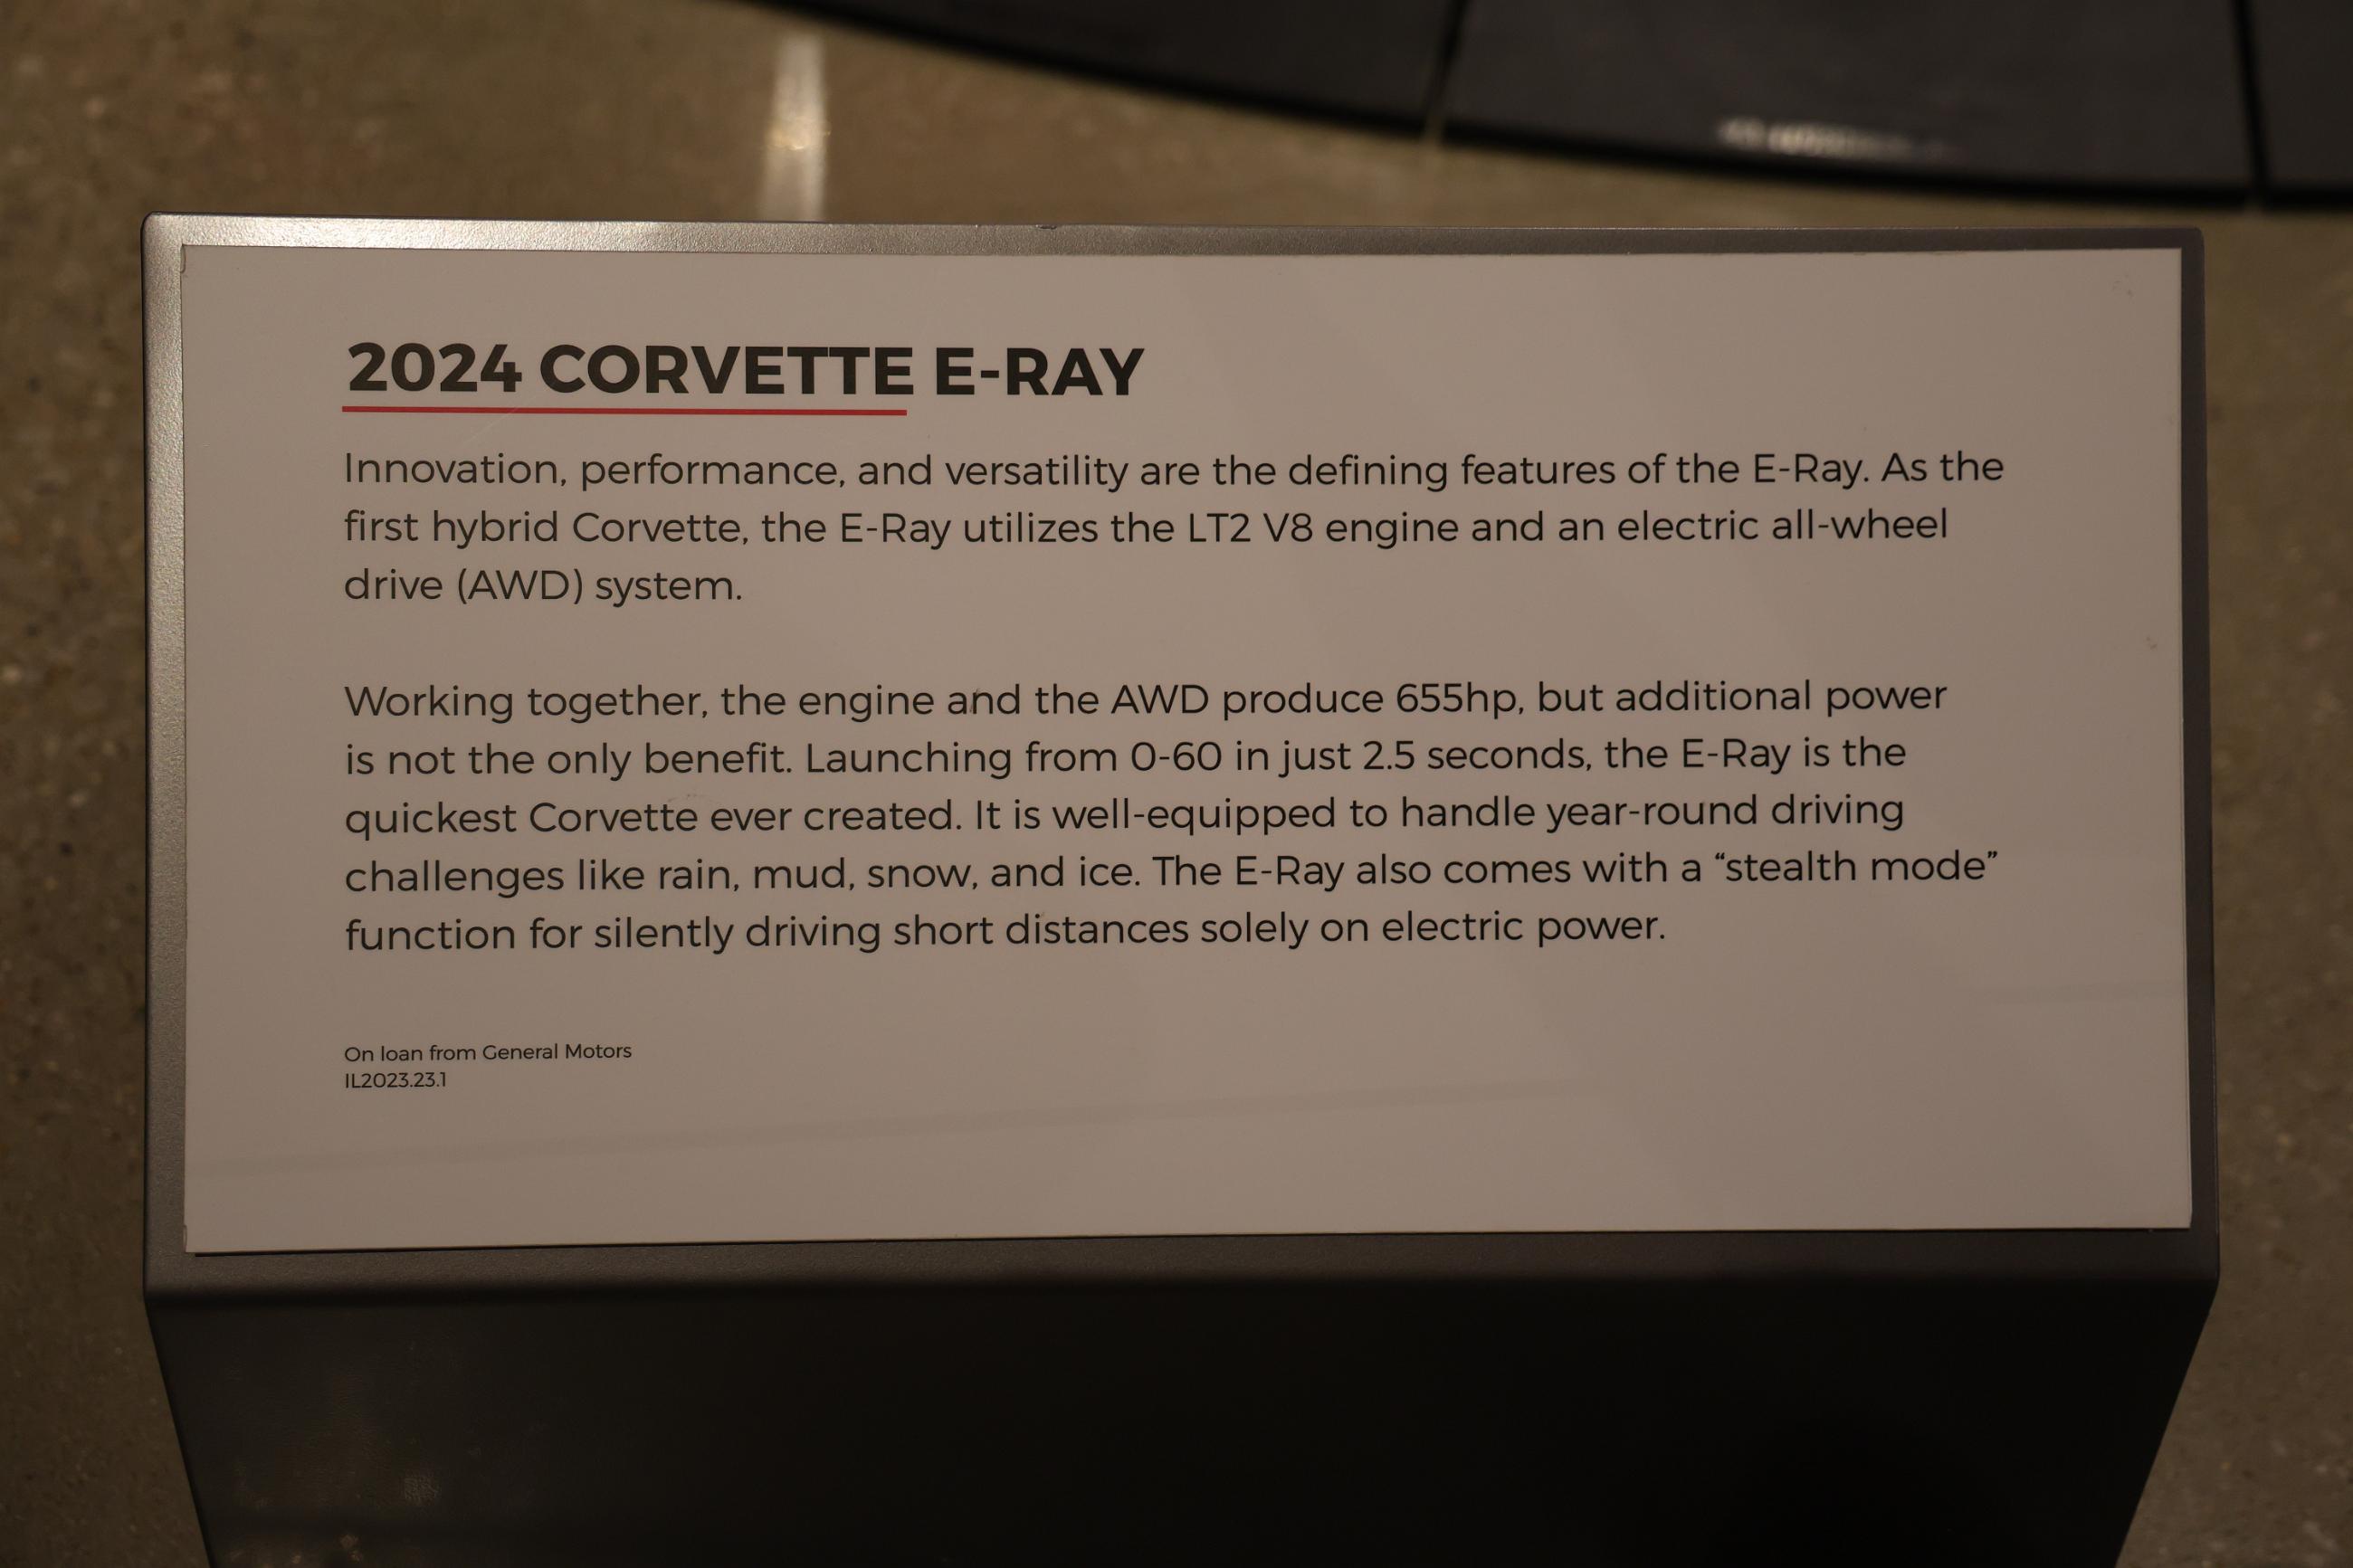 2024 CORVETTE E-RAY
Innovation, performance, and versatility are the defining features of the E-Ray. As the
first hybrid Corvette, the E-Ray utilizes the LT2 V8 engine and an electric all-wheel
drive (AWD) system.
Working together, the engine and the AWD produce 655hp, but additional power
is not the only benefit. Launching from 0-60 in just 2.5 seconds, the E-Ray is the
quickest Corvette ever created. It is well-equipped to handle year-round driving
challenges like rain, mud, snow, and ice. The E-Ray also comes with a “stealth mode”
function for silently driving short distances solely on electric power.
On loan from General Motors
IL2023.23.1